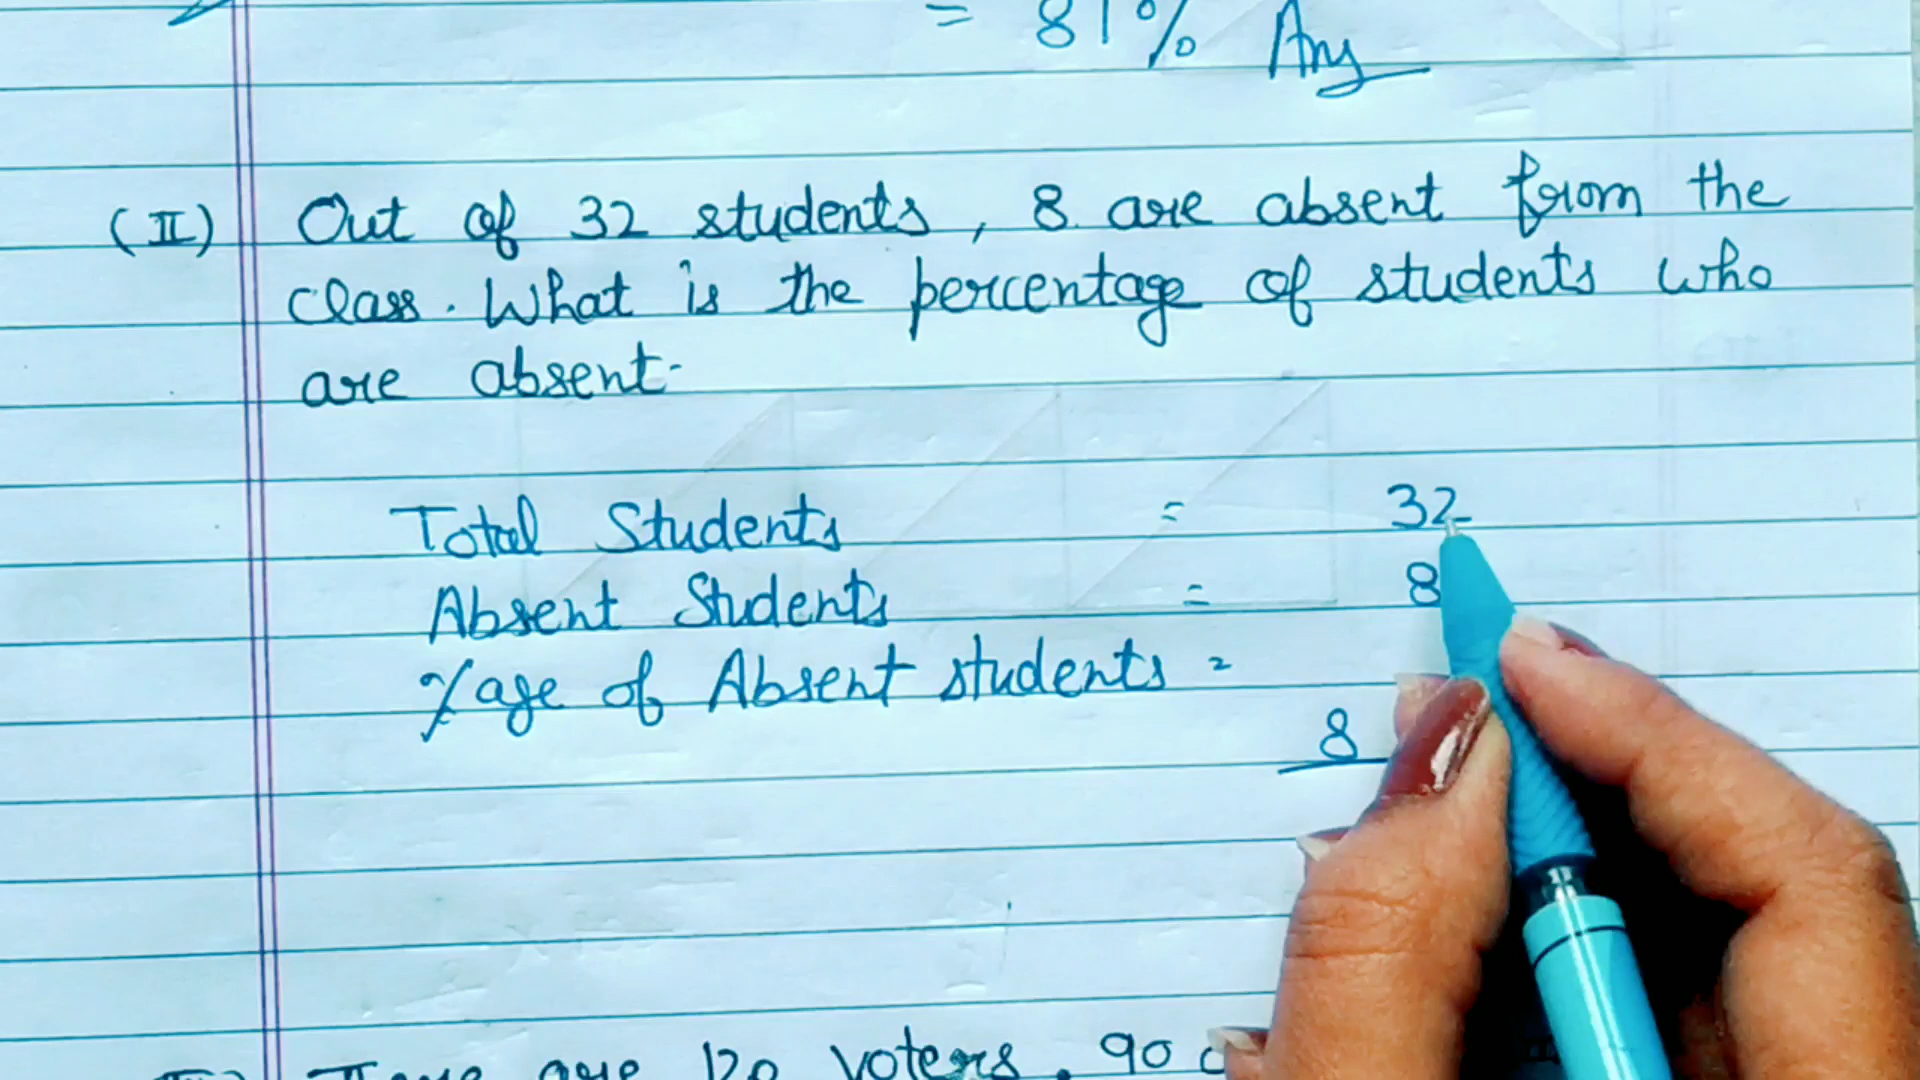 = 81% Ans
(II) Out of 32 students, 8 are absent from the
class. What is the percentage of students who
are absent.
Total Students = 32
Absent Students = 8
%age of Absent students =
8
are 120 voters. 90